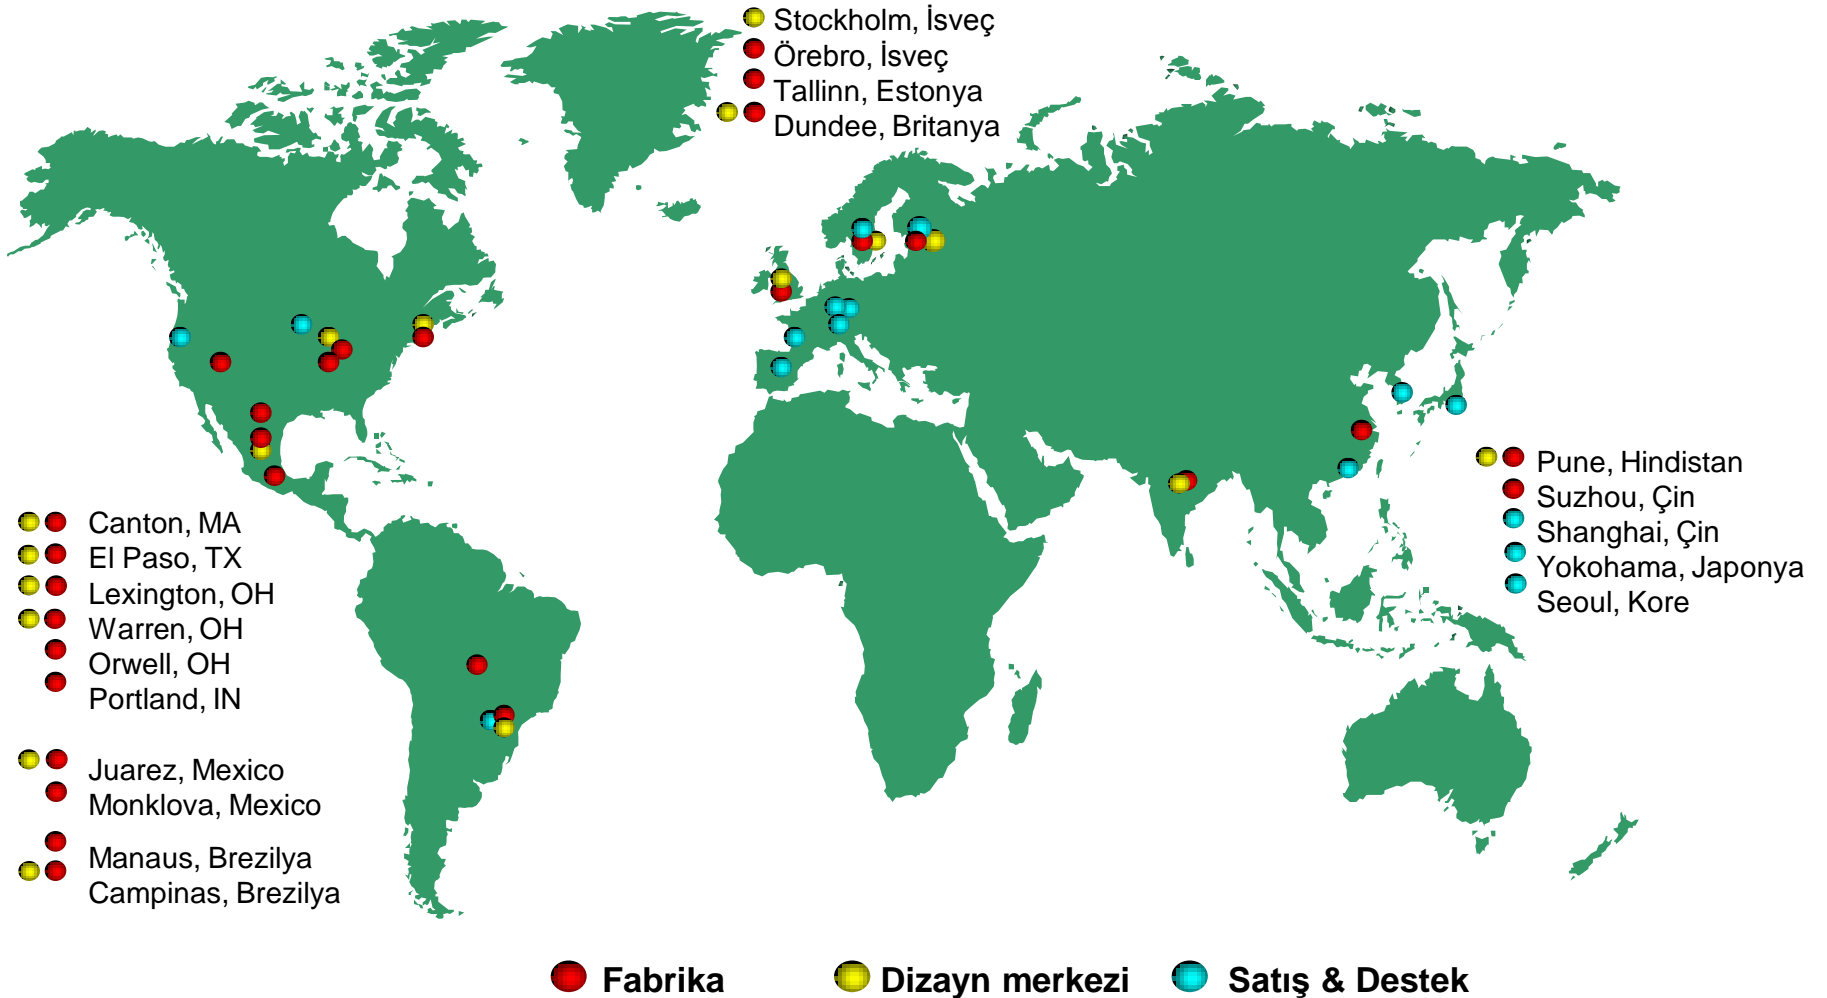 Stockholm, İsveç
Örebro, İsveç
Tallinn, Estonya
Dundee, Britanya
Pune, Hindistan
Suzhou, Çin
Shanghai, Çin
Yokohama, Japonya
Seoul, Kore
Canton, MA
El Paso, TX
Lexington, OH
Warren, OH
Orwell, OH
Portland, IN
Juarez, Mexico
Monklova, Mexico
Manaus, Brezilya
Campinas, Brezilya
Fabrika
Dizayn merkezi
Satış & Destek